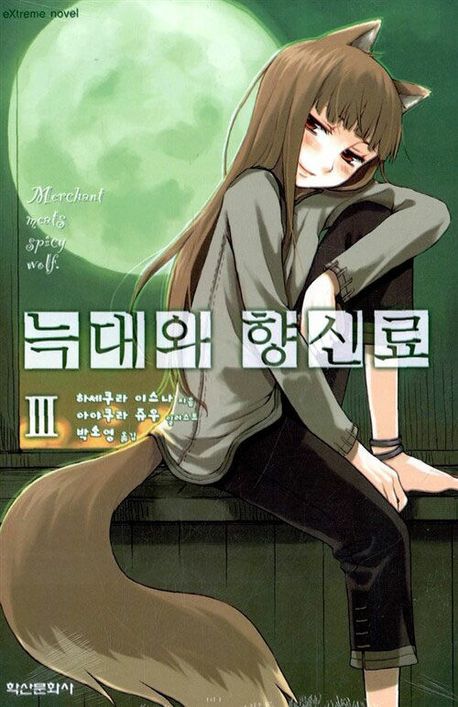 eXtreme novel
Merchant
meats
spicy
wolf.
늑대와 향신료
III
하세쿠라 이스나 지음
아야쿠라 쥬우 일러스트
박소영 옮김
학산문화사